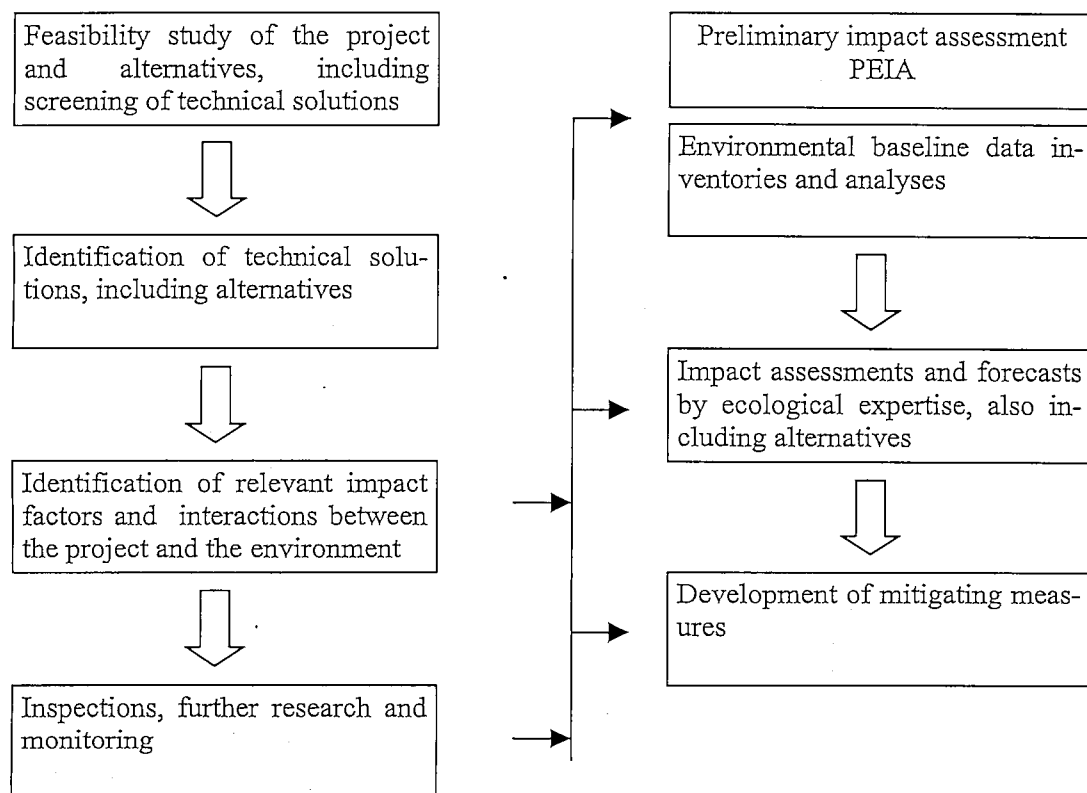 Feasibility study of the project
and alternatives, including
screening of technical solutions
Identification of technical solu-
tions, including alternatives
Identification of relevant impact
factors and interactions between
the project and the environment
Inspections, further research and
monitoring
Preliminary impact assessment
PEIA
Environmental baseline data in-
ventories and analyses
Impact assessments and forecasts
by ecological expertise, also in-
cluding alternatives
Development of mitigating meas-
ures